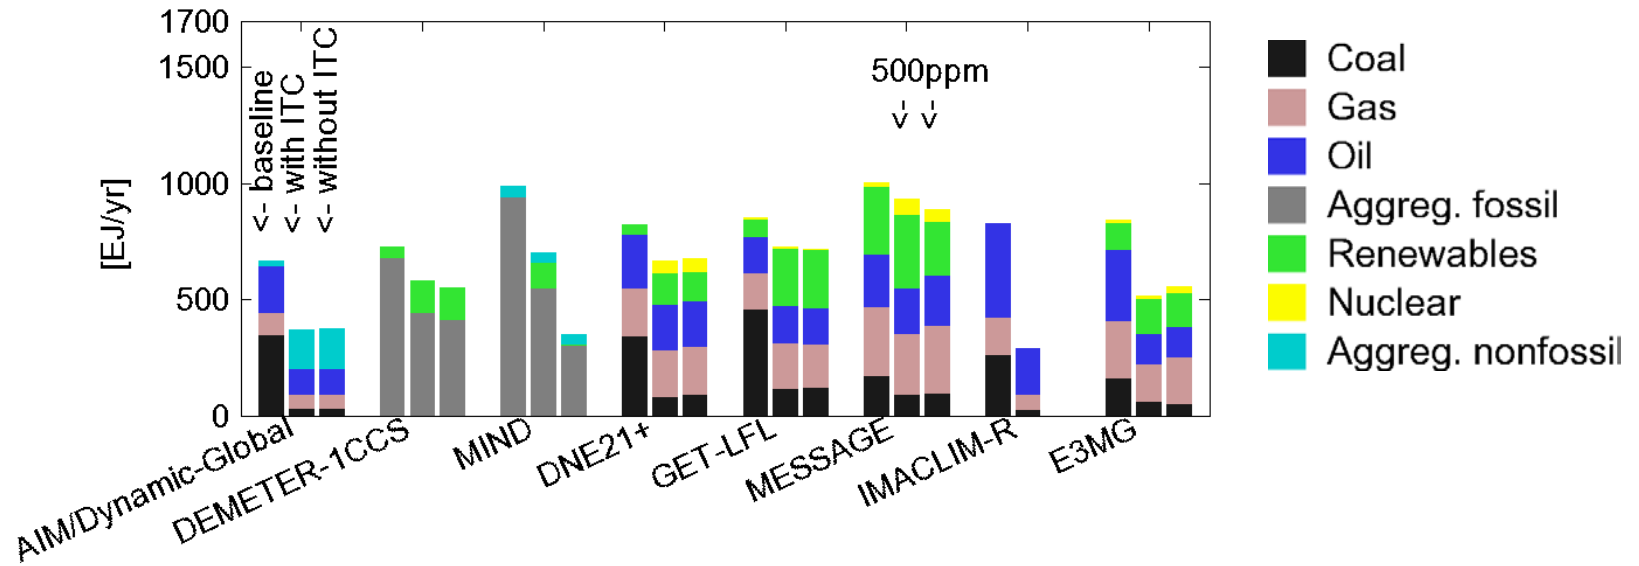 1700
1500
1000
500
0
[EJ/yr]
<- baseline
<- with ITC
<- without ITC
500ppm
<- <-
AIM/Dynamic-Global
DEMETER-1CCS
MIND
DNE21+
GET-LFL
MESSAGE
IMACLIM-R
E3MG
Coal
Gas
Oil
Aggreg. fossil
Renewables
Nuclear
Aggreg. nonfossil